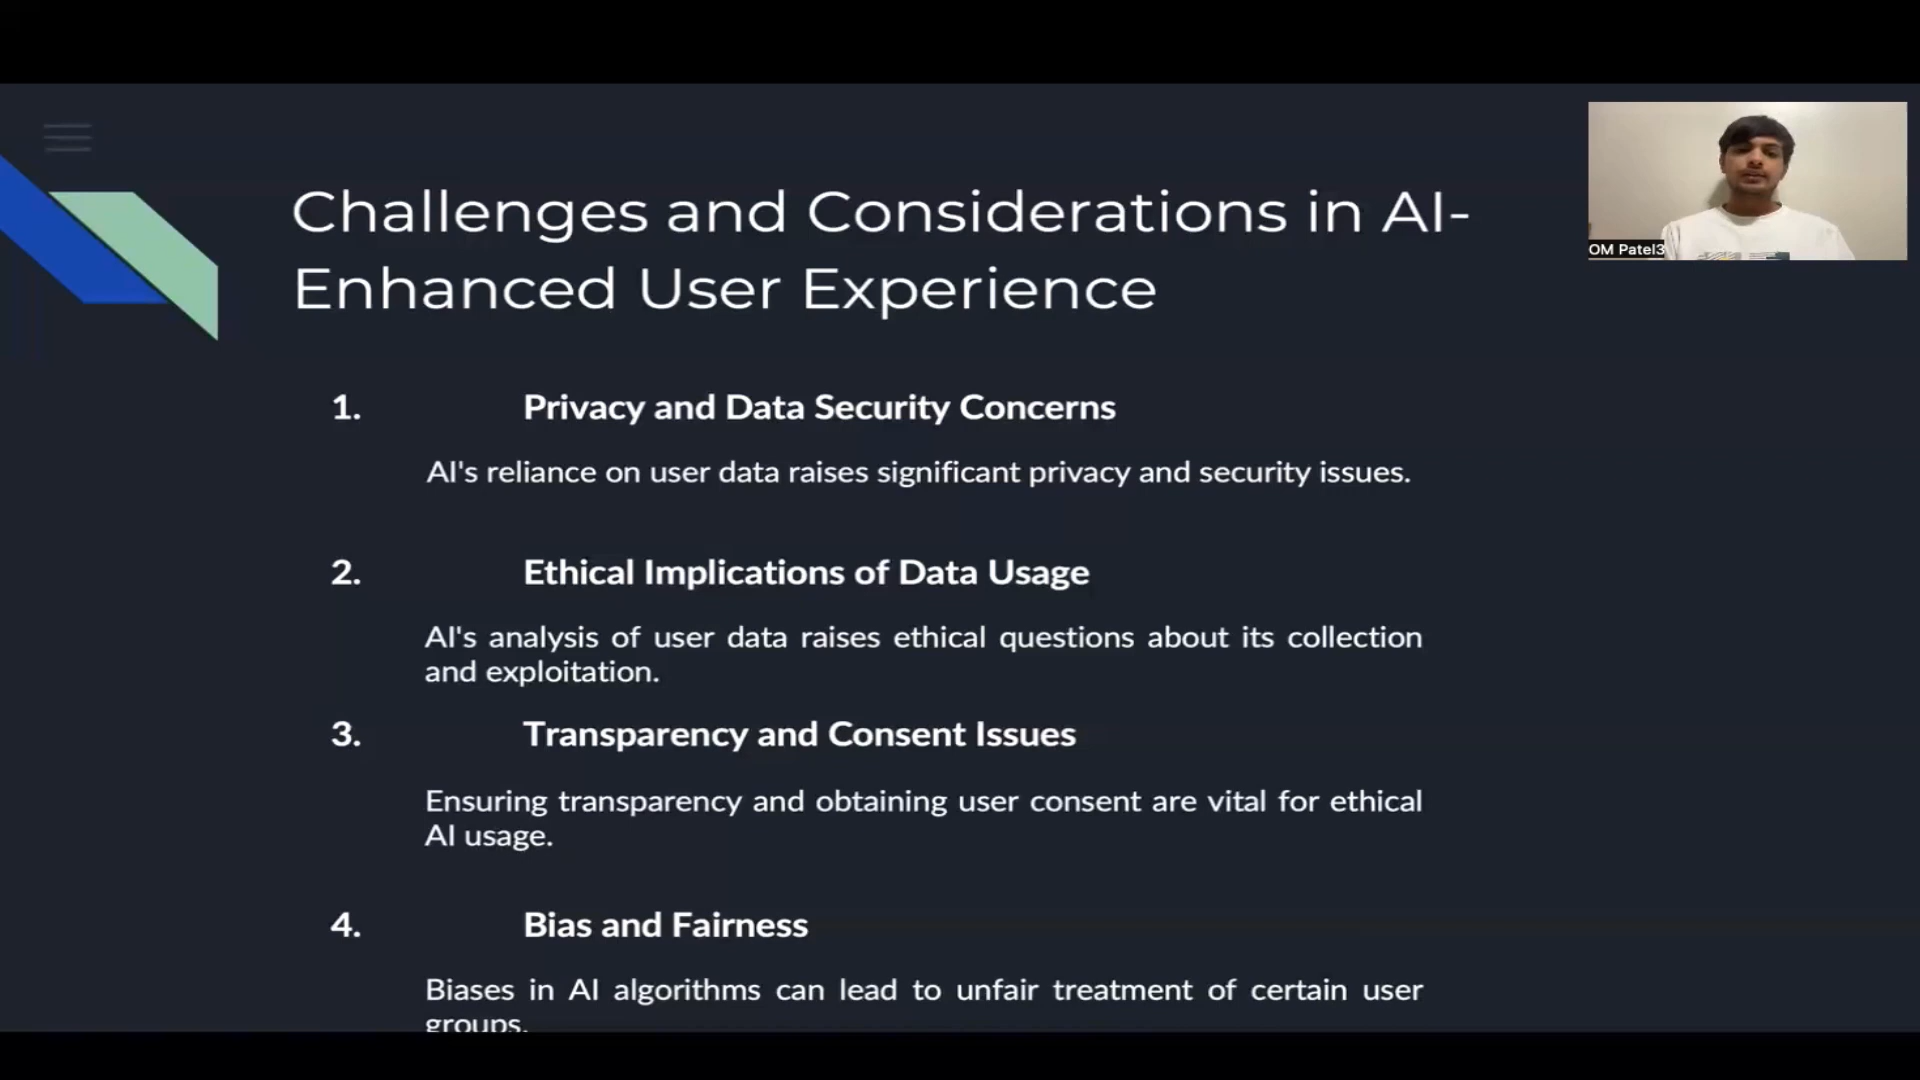 Challenges and Considerations in AI-
Enhanced User Experience
OM Patel3
1. Privacy and Data Security Concerns
AI's reliance on user data raises significant privacy and security issues.
2. Ethical Implications of Data Usage
AI's analysis of user data raises ethical questions about its collection
and exploitation.
3. Transparency and Consent Issues
Ensuring transparency and obtaining user consent are vital for ethical
AI usage.
4. Bias and Fairness
Biases in AI algorithms can lead to unfair treatment of certain user
groups.